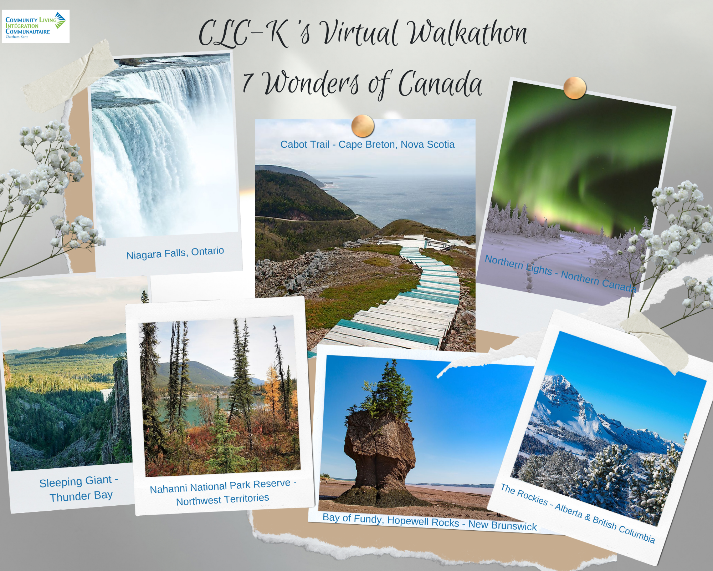 COMMUNITY LIVING
INTÉGRATION
COMMUNAUTAIRE
CLC-K 's Virtual Walkathon
7 Wonders of Canada
Cabot Trail - Cape Breton, Nova Scotia
Niagara Falls, Ontario
Northern Lights - Northern Canada
Sleeping Giant -
Thunder Bay
Nahanni National Park Reserve -
Northwest Territories
Bay of Fundy, Hopewell Rocks - New Brunswick
The Rockies - Alberta & British Columbia